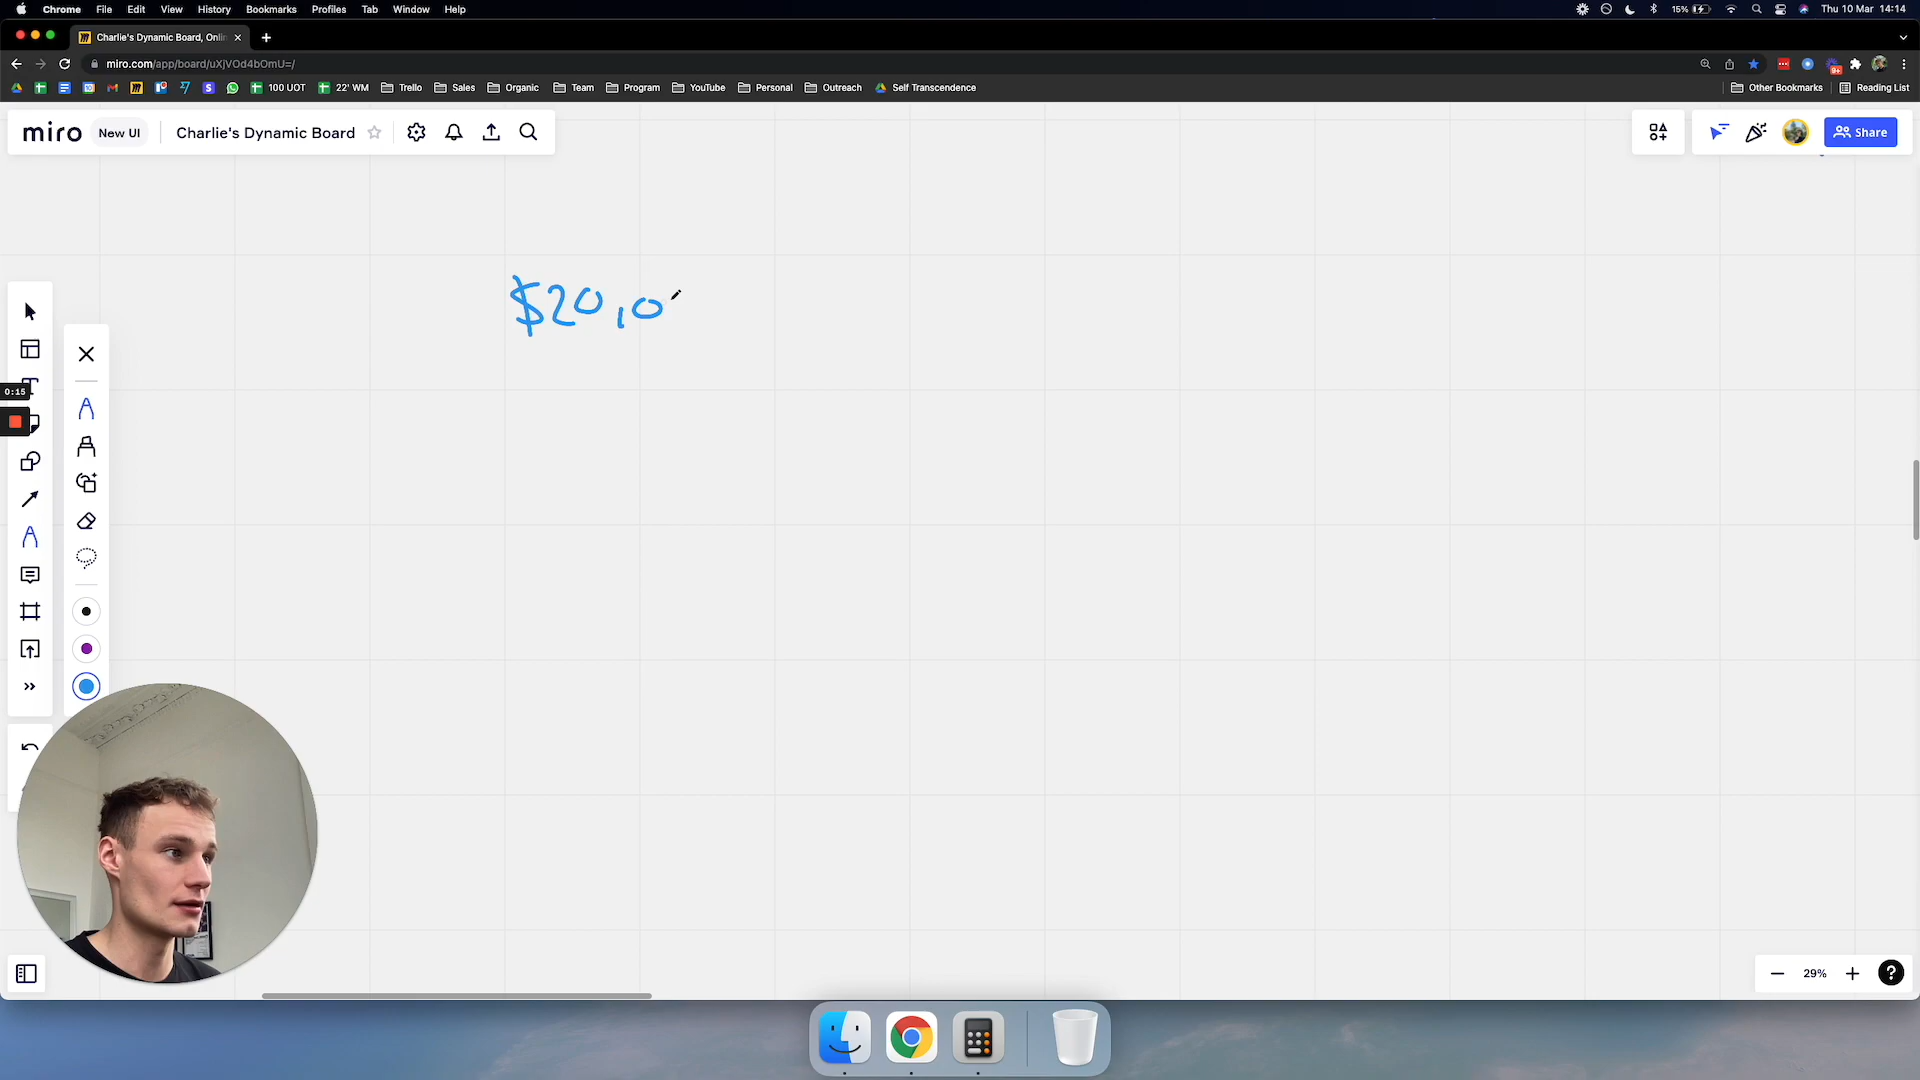 Chrome File Edit View History Bookmarks Profiles Tab Window Help 15% Thu 10 Mar 14:14
Charlie's Dynamic Board, Onlin
miro.com/app/board/uXjVOd4bOmU=/
100 UOT 22' WM Trello Sales Organic Team Program YouTube Personal Outreach Self Transcendence Other Bookmarks Reading List
miro New UI Charlie's Dynamic Board Share
$20,0
0:15
29%